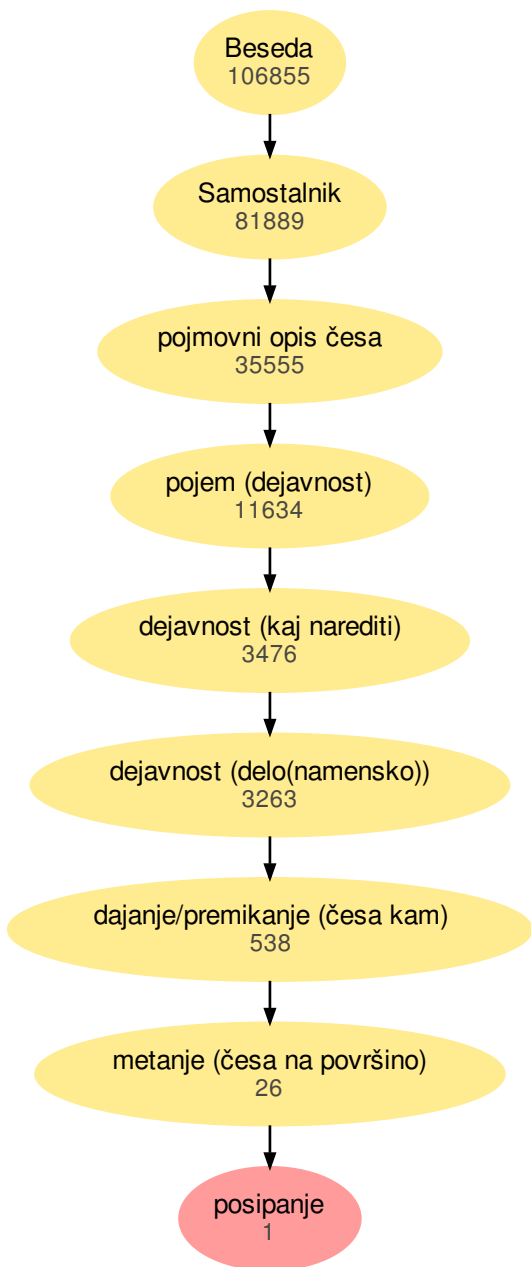 Beseda
106855
Samostalnik
81889
pojmovni opis česa
35555
pojem (dejavnost)
11634
dejavnost (kaj narediti)
3476
dejavnost (delo(namensko))
3263
dajanje/premikanje (česa kam)
538
metanje (česa na površino)
26
posipanje
1